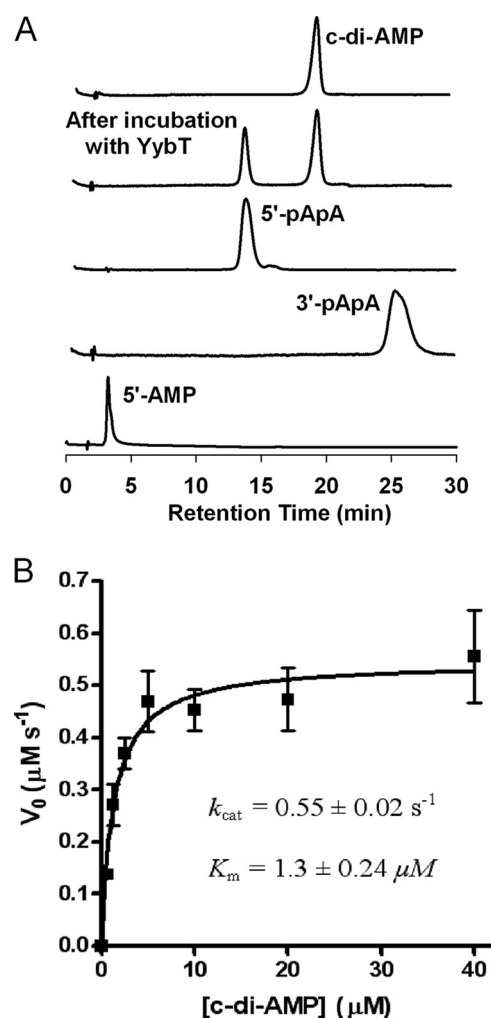 A
c-di-AMP
After incubation
with YybT
5'-pApA
3'-pApA
5'-AMP
0 5 10 15 20 25 30
Retention Time (min)
B
0.7
0.6
0.5
0.4
0.3
0.2
0.1
0.0
V₀ (μM s⁻¹)
kcat = 0.55 ± 0.02 s⁻¹
Km = 1.3 ± 0.24 μM
0 10 20 30 40
[c-di-AMP] (μM)